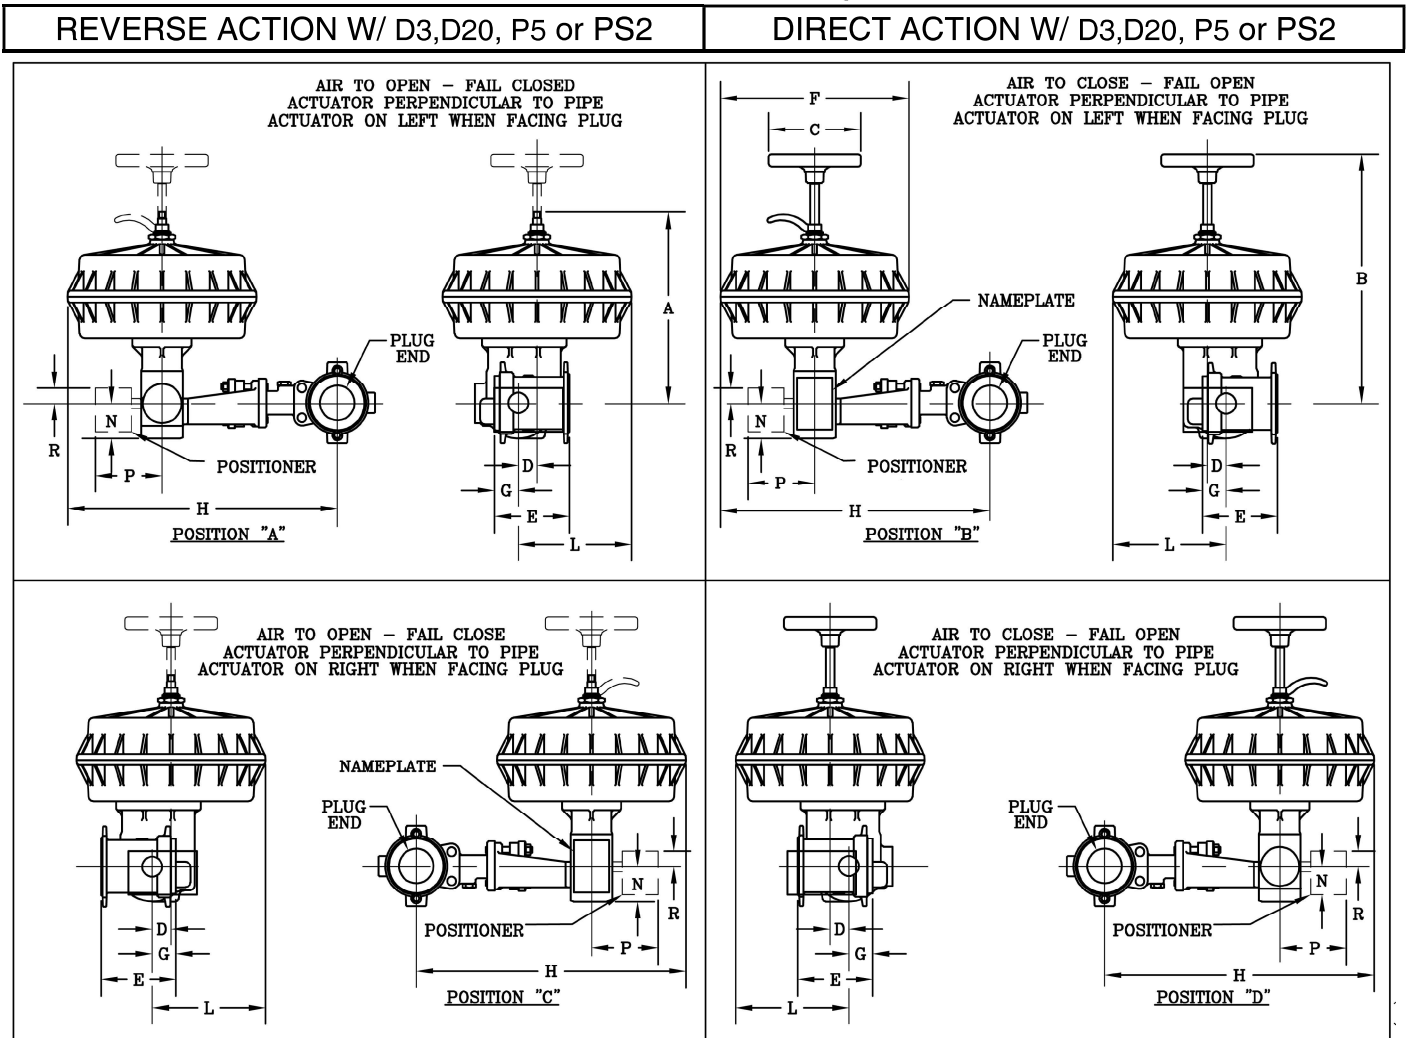 REVERSE ACTION W/ D3,D20, P5 or PS2
DIRECT ACTION W/ D3,D20, P5 or PS2
AIR TO OPEN – FAIL CLOSED
ACTUATOR PERPENDICULAR TO PIPE
ACTUATOR ON LEFT WHEN FACING PLUG
A
PLUG
END
N
R
POSITIONER
P
D
G
H
E
L
POSITION "A"
AIR TO CLOSE – FAIL OPEN
ACTUATOR PERPENDICULAR TO PIPE
ACTUATOR ON LEFT WHEN FACING PLUG
F
C
B
NAMEPLATE
PLUG
END
N
R
POSITIONER
P
D
G
H
E
L
POSITION "B"
AIR TO OPEN – FAIL CLOSE
ACTUATOR PERPENDICULAR TO PIPE
ACTUATOR ON RIGHT WHEN FACING PLUG
NAMEPLATE
PLUG
END
N
R
POSITIONER
D
P
G
H
E
L
POSITION "C"
AIR TO CLOSE – FAIL OPEN
ACTUATOR PERPENDICULAR TO PIPE
ACTUATOR ON RIGHT WHEN FACING PLUG
PLUG
END
N
R
POSITIONER
D
P
G
H
E
L
POSITION "D"